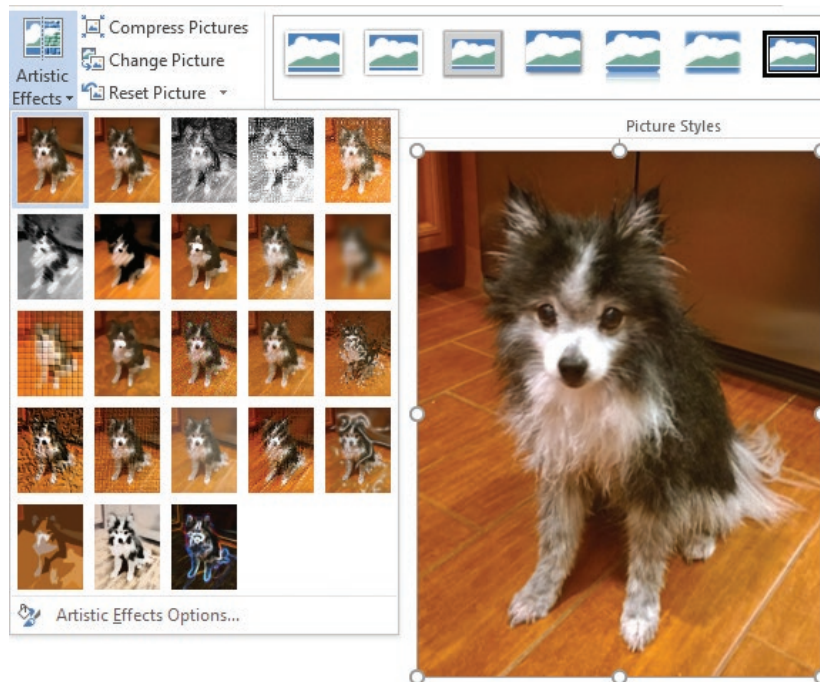 Compress Pictures
Change Picture
Reset Picture
Artistic
Effects
Picture Styles
Artistic Effects Options...